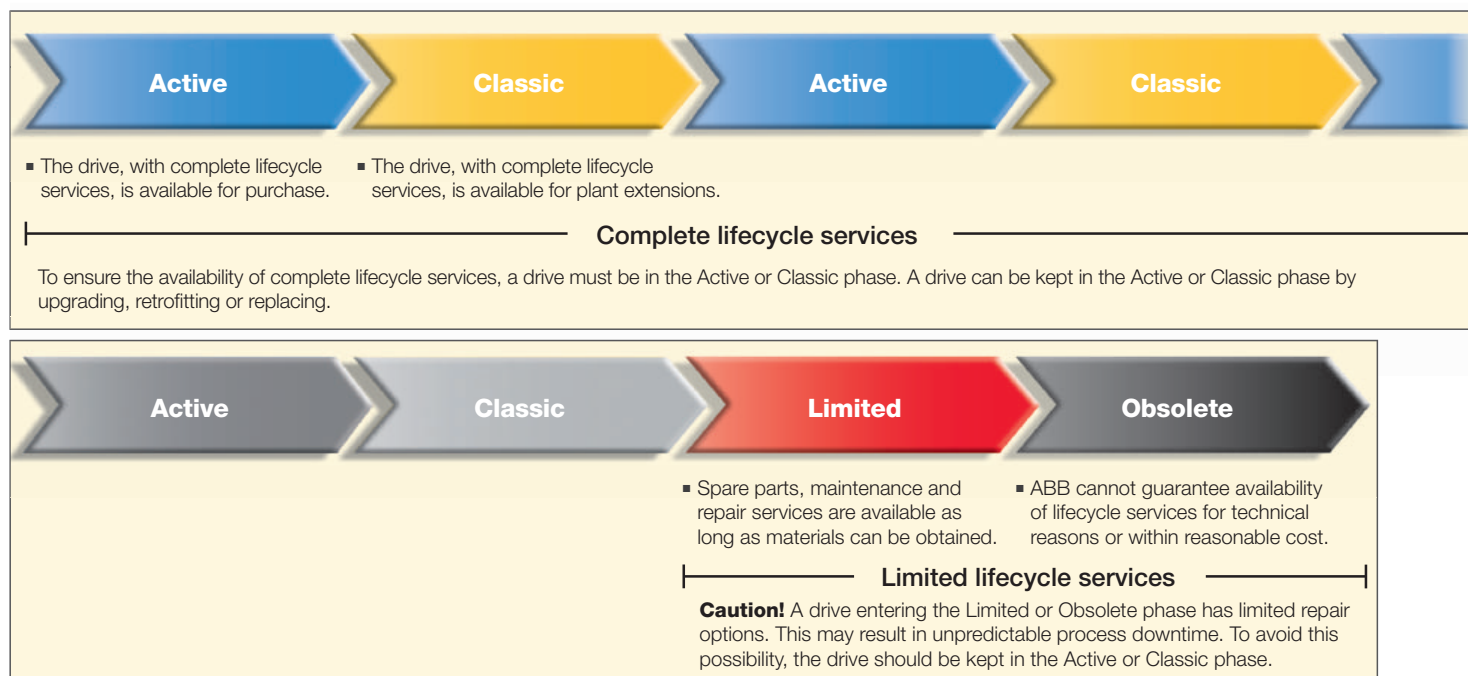 Active
Classic
Active
Classic
▪ The drive, with complete lifecycle
services, is available for purchase.
▪ The drive, with complete lifecycle
services, is available for plant extensions.
Complete lifecycle services
To ensure the availability of complete lifecycle services, a drive must be in the Active or Classic phase. A drive can be kept in the Active or Classic phase by
upgrading, retrofitting or replacing.
Active
Classic
Limited
Obsolete
▪ Spare parts, maintenance and
repair services are available as
long as materials can be obtained.
▪ ABB cannot guarantee availability
of lifecycle services for technical
reasons or within reasonable cost.
Limited lifecycle services
Caution! A drive entering the Limited or Obsolete phase has limited repair
options. This may result in unpredictable process downtime. To avoid this
possibility, the drive should be kept in the Active or Classic phase.